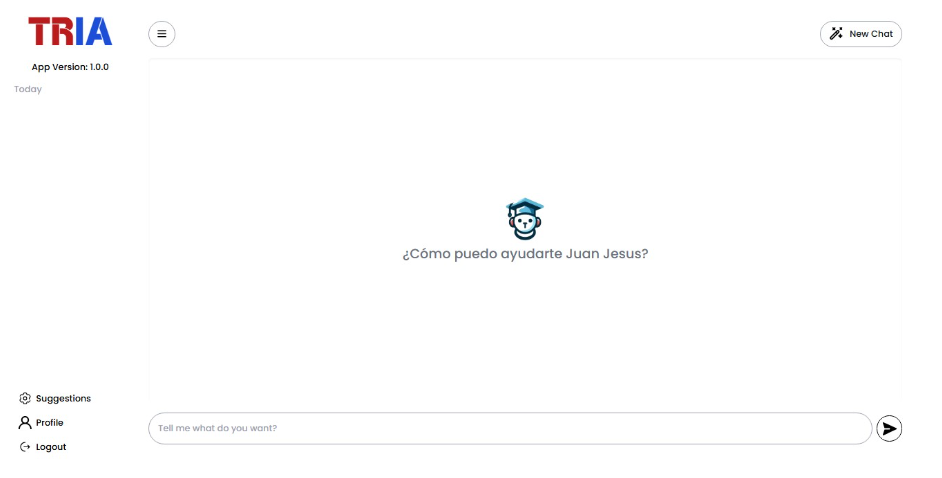 TRIA
App Version: 1.0.0
Today
New Chat
¿Cómo puedo ayudarte Juan Jesus?
Suggestions
Profile
Logout
Tell me what do you want?